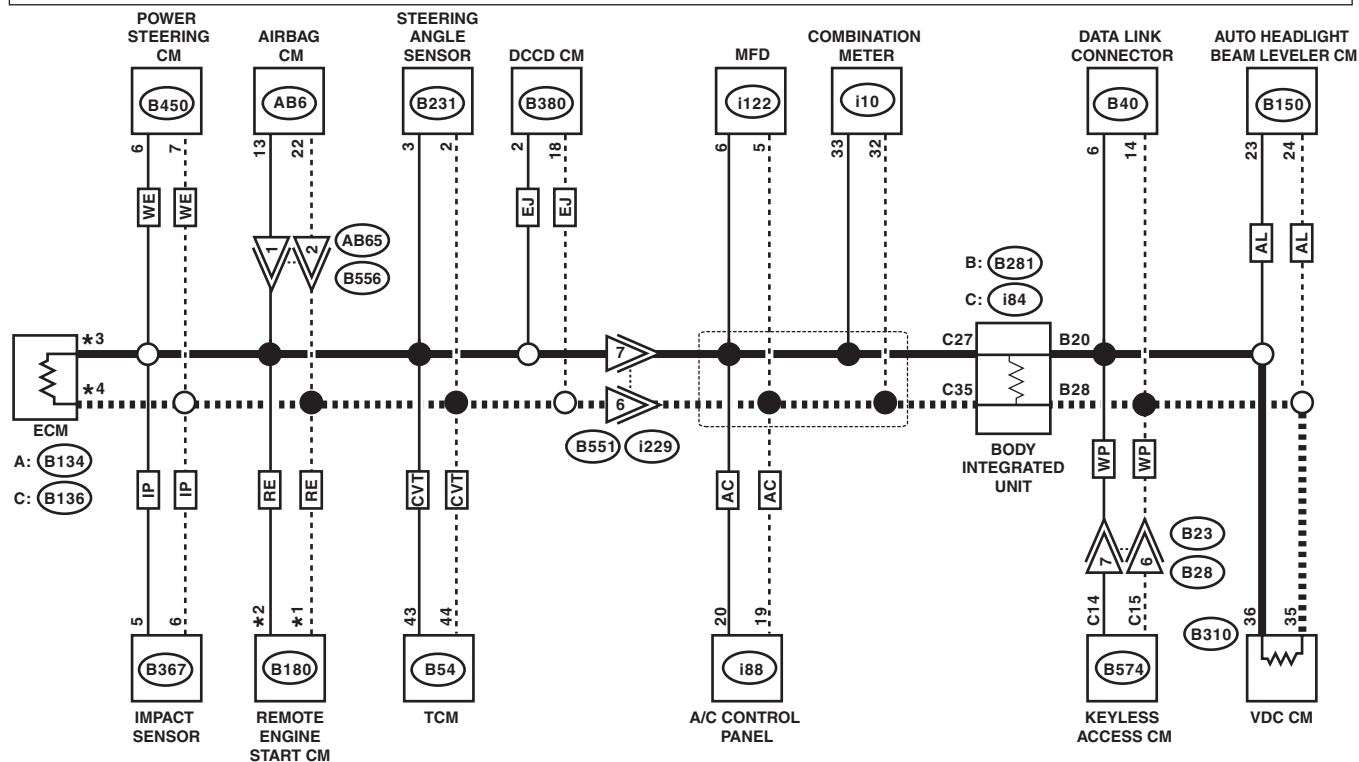 POWER
STEERING
CM
AIRBAG
CM
STEERING
ANGLE
SENSOR
DCCD CM
MFD
COMBINATION
METER
DATA LINK
CONNECTOR
AUTO HEADLIGHT
BEAM LEVELER CM
B450
AB6
B231
B380
i122
i10
B40
B150
6
7
13
22
3
2
2
18
6
5
33
32
6
14
23
24
WE
WE
EJ
EJ
AL
AL
1
2
AB65
B556
B: B281
C: i84
*3
7
C27
B20
*4
6
C35
B28
ECM
A: B134
C: B136
B551
i229
BODY
INTEGRATED
UNIT
IP
IP
RE
RE
CVT
CVT
AC
AC
WP
WP
7
6
B23
B28
5
6
*2
*1
43
44
20
19
C14
C15
36
35
B310
B367
B180
B54
i88
B574
IMPACT
SENSOR
REMOTE
ENGINE
START CM
TCM
A/C CONTROL
PANEL
KEYLESS
ACCESS CM
VDC CM